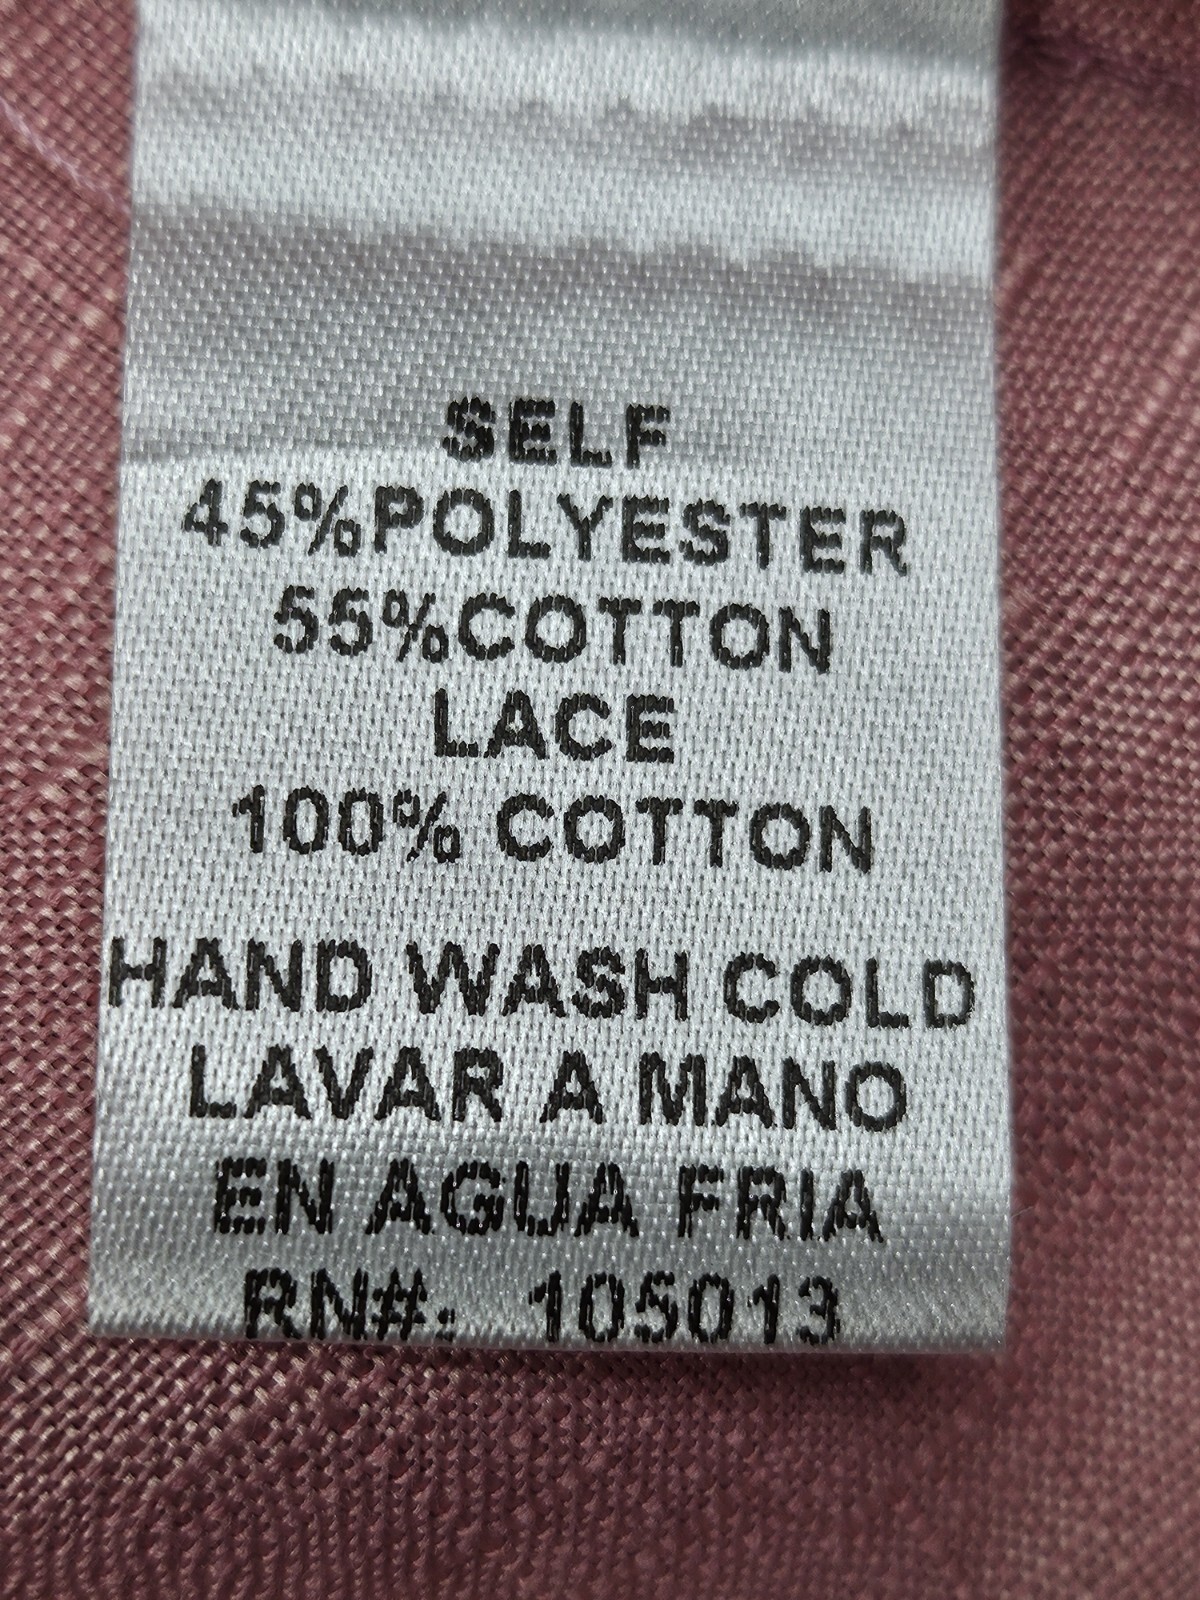 SELF
45%POLYESTER
55%COTTON
LACE
100% COTTON
HAND WASH COLD
LAVAR A MANO
EN AGUA FRIA
RN#: 105013